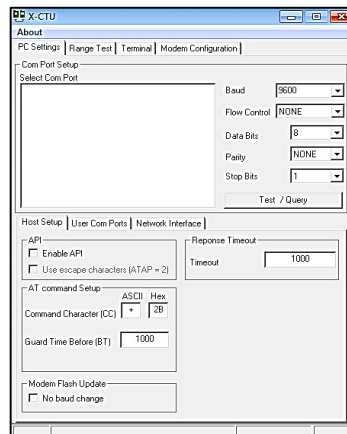 X-CTU
About
PC Settings Range Test Terminal Modem Configuration
Com Port Setup
Select Com Port
Baud 9600
Flow Control NONE
Data Bits 8
Parity NONE
Stop Bits 1
Test / Query
Host Setup User Com Ports Network Interface
API
Enable API
Use escape characters (ATAP = 2)
Reponse Timeout
Timeout 1000
AT command Setup
ASCII Hex
Command Character (CC) + 2B
Guard Time Before (BT) 1000
Modem Flash Update
No baud change